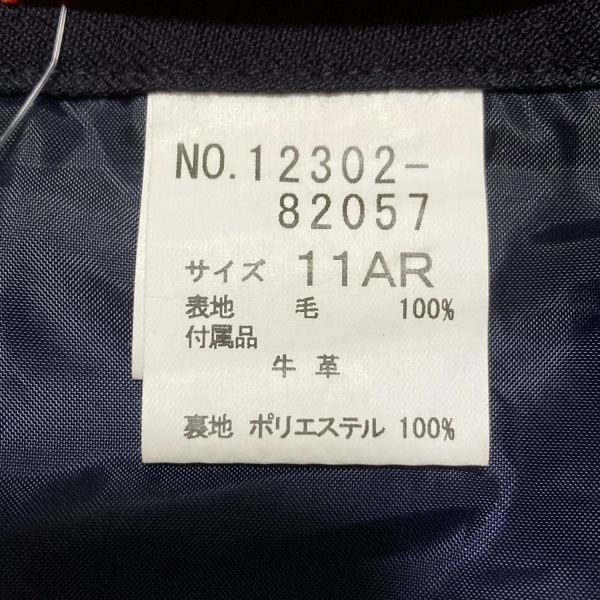 NO.12302-
82057
サイズ 11AR
表地 毛 100%
付属品
牛革
裏地 ポリエステル 100%